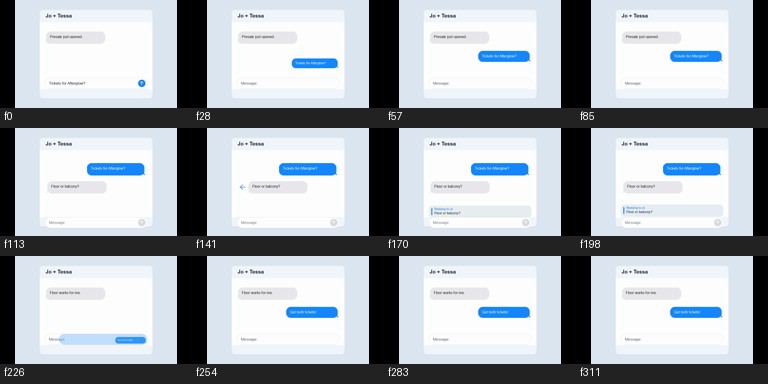 Jo + Tessa
Presale just opened
Tickets for Afterglow?
f0
Jo + Tessa
Presale just opened
Tickets for Afterglow?
Message
f28
Jo + Tessa
Presale just opened
Tickets for Afterglow?
Message
f57
Jo + Tessa
Presale just opened
Tickets for Afterglow?
Message
f85
Jo + Tessa
Tickets for Afterglow?
Floor or balcony?
Message
f113
Jo + Tessa
Tickets for Afterglow?
Floor or balcony?
Message
f141
Jo + Tessa
Tickets for Afterglow?
Floor or balcony?
Floor or balcony?
f170
Jo + Tessa
Tickets for Afterglow?
Floor or balcony?
Floor or balcony?
Message
f198
Jo + Tessa
Floor works for me
Message
f226
Jo + Tessa
Floor works for me
Got both tickets!
Message
f254
Jo + Tessa
Floor works for me
Got both tickets!
Message
f283
Jo + Tessa
Floor works for me
Got both tickets!
Message
f311